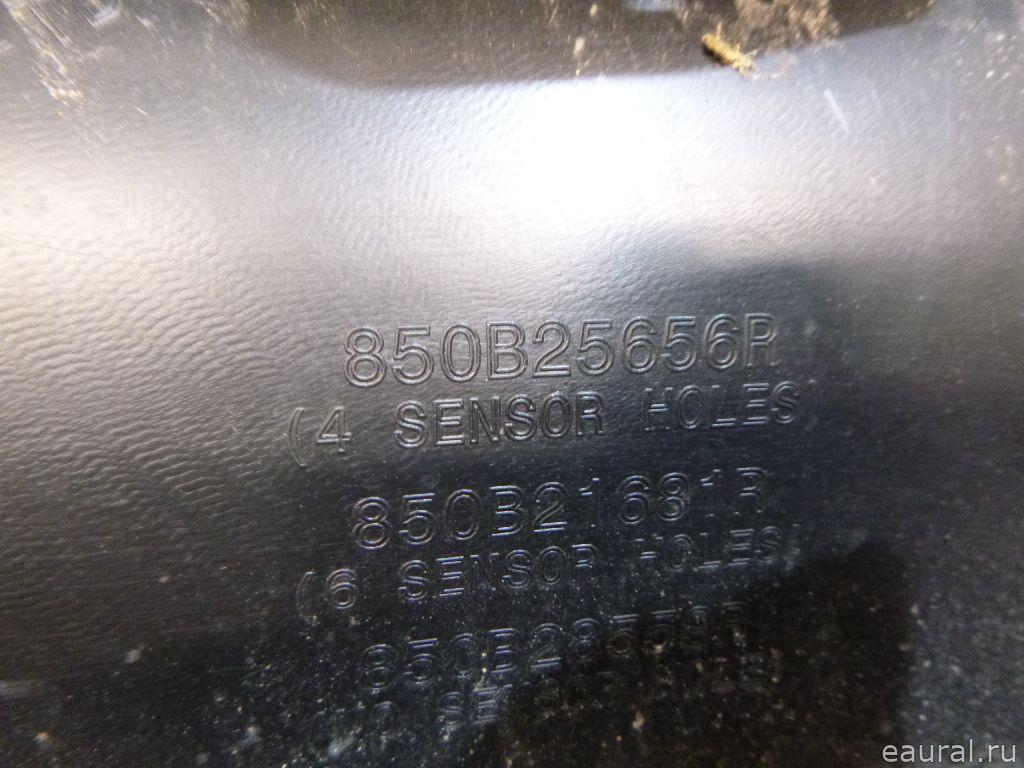 850B25656R
(4 SENSOR HOLES)
850B21681R
(6 SENSOR HOLES)
eaural.ru